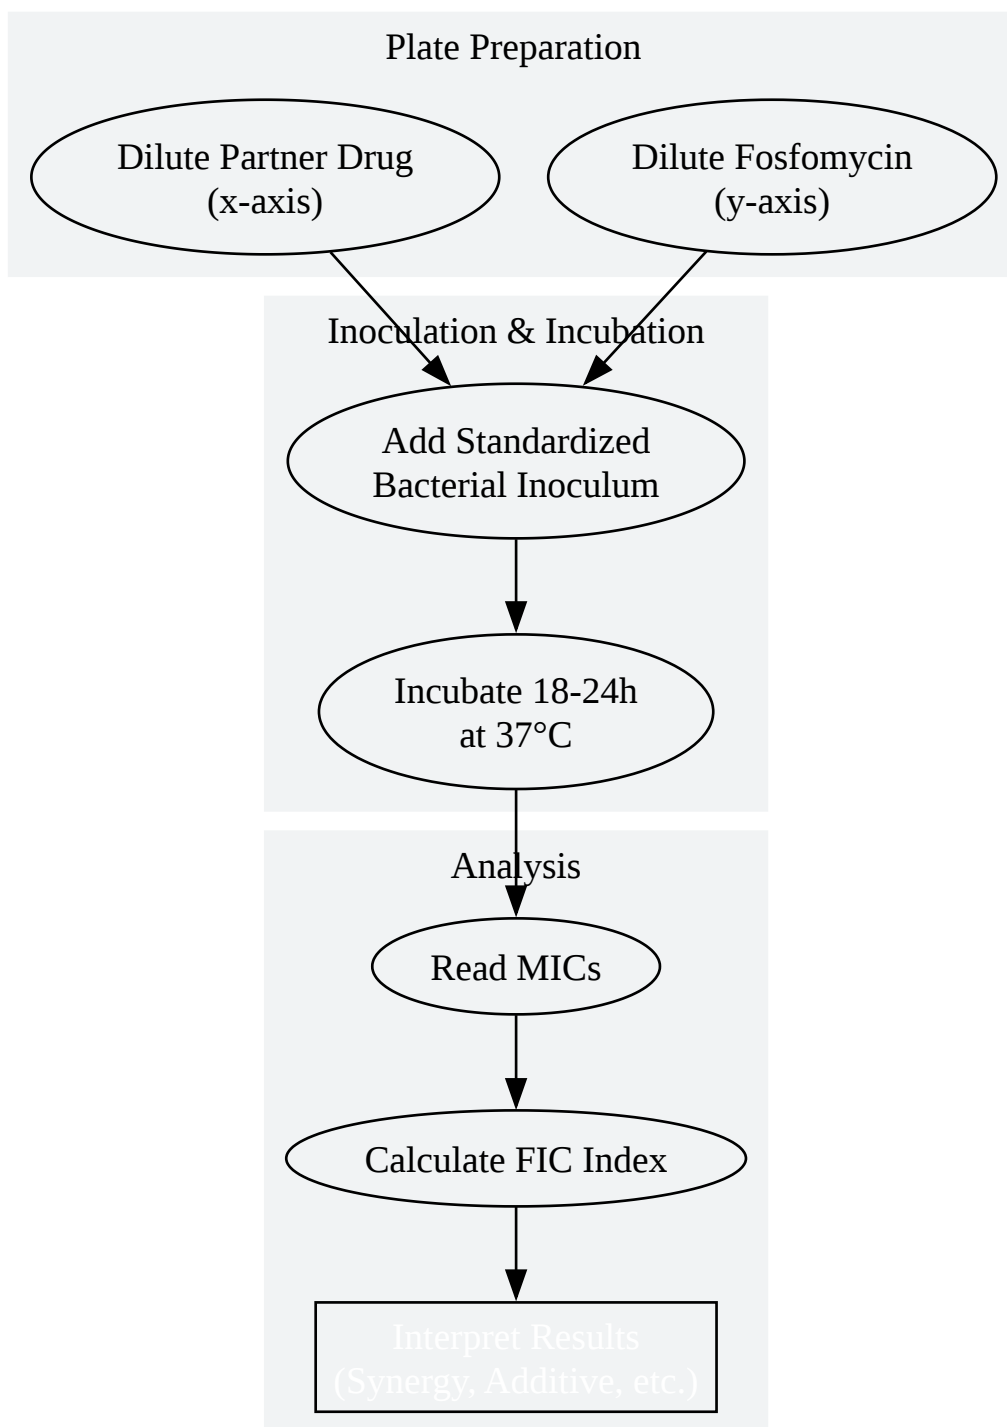 Plate Preparation
Dilute Partner Drug
(x-axis)
Dilute Fosfomycin
(y-axis)
Inoculation & Incubation
Add Standardized
Bacterial Inoculum
Incubate 18-24h
at 37°C
Analysis
Read MICs
Calculate FIC Index
Interpret Results
(Synergy, Additive, etc.)